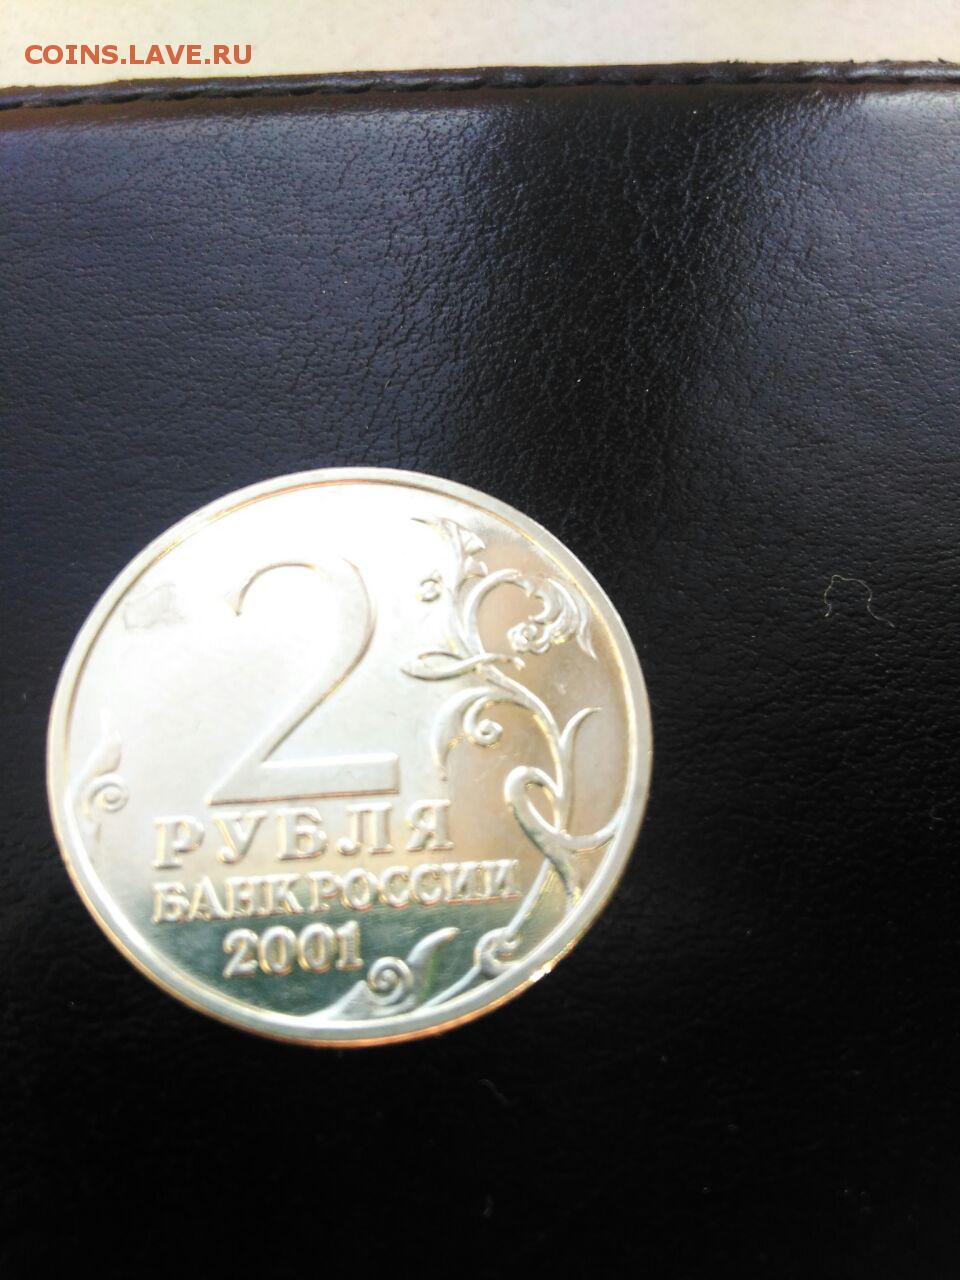 COINS.LAVE.RU
2
РУБЛЯ
БАНК РОССИИ
2001